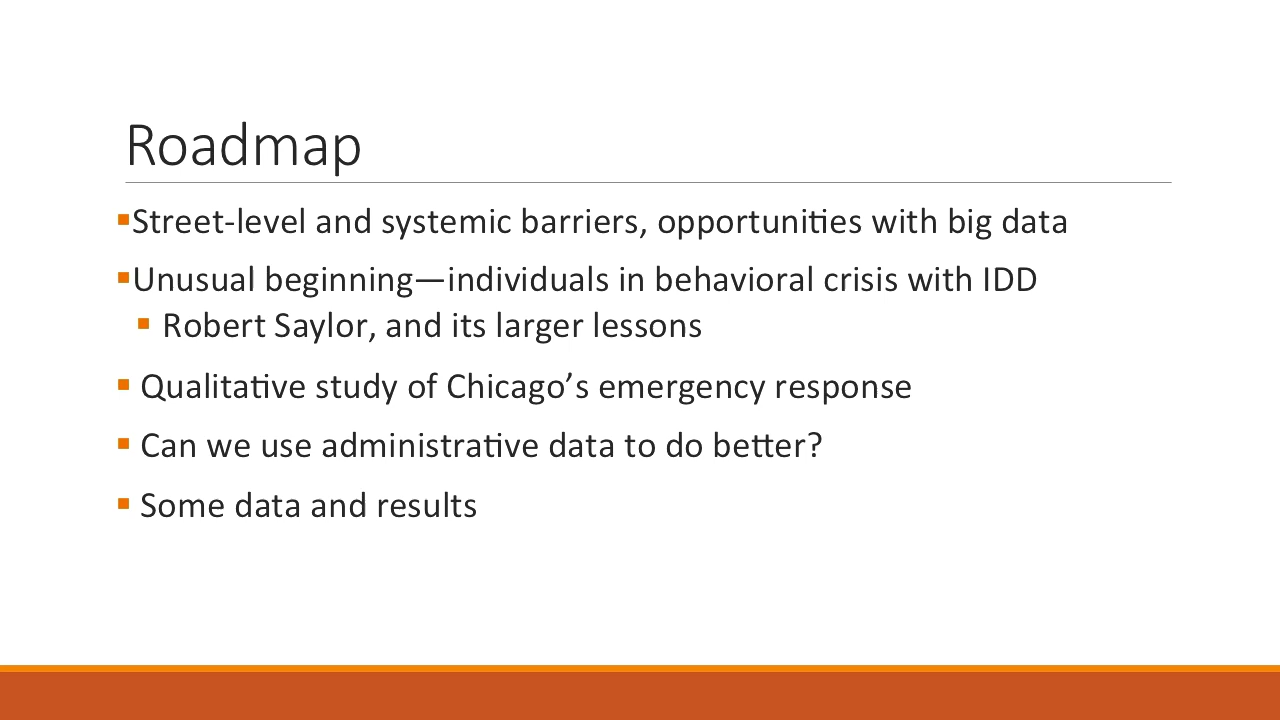 Roadmap
▪Street-level and systemic barriers, opportunities with big data
▪Unusual beginning—individuals in behavioral crisis with IDD
▪ Robert Saylor, and its larger lessons
▪ Qualitative study of Chicago’s emergency response
▪ Can we use administrative data to do better?
▪ Some data and results